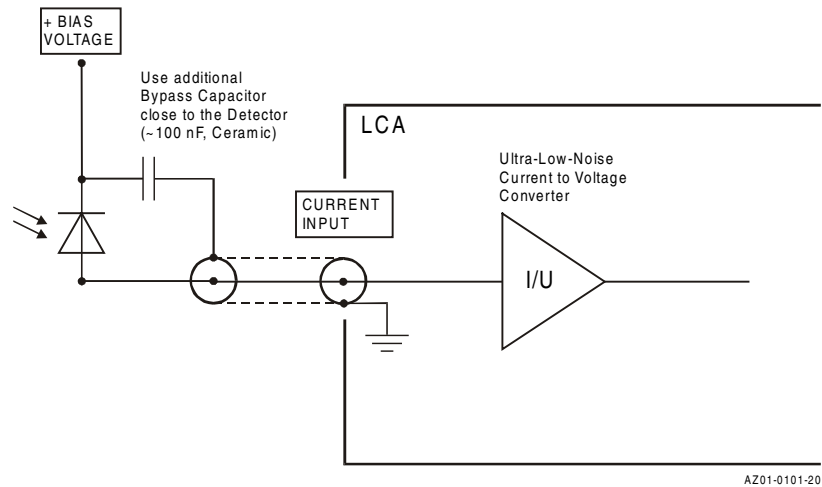 + BIAS
VOLTAGE
Use additional
Bypass Capacitor
close to the Detector
(~100 nF, Ceramic)
LCA
CURRENT
INPUT
Ultra-Low-Noise
Current to Voltage
Converter
I/U
AZ01-0101-20